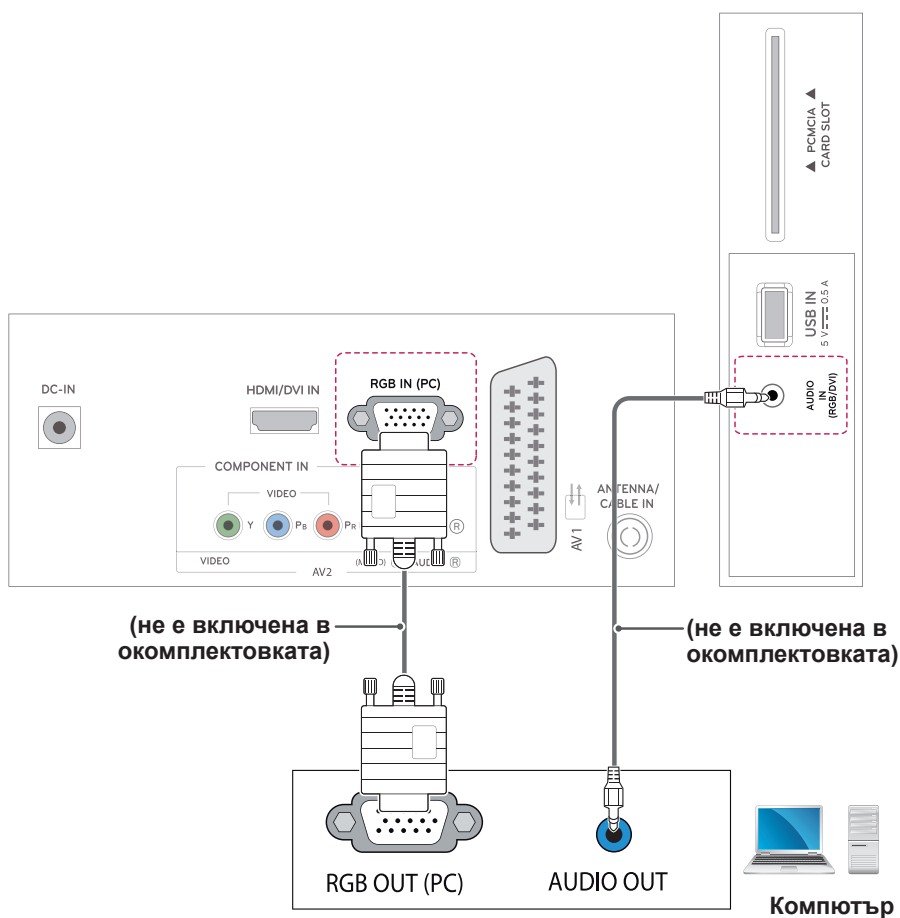 ▲ PCMCIA ▲
CARD SLOT
USB IN
5 V 0.5 A
AUDIO
IN
(RGB/DVI)
DC-IN
HDMI/DVI IN
RGB IN (PC)
COMPONENT IN
VIDEO
Y
PB
PR
R
VIDEO
R
AV2
AV1
ANTENNA/
CABLE IN
(не е включена в
окомплектовката)
(не е включена в
окомплектовката)
RGB OUT (PC)
AUDIO OUT
Компютър